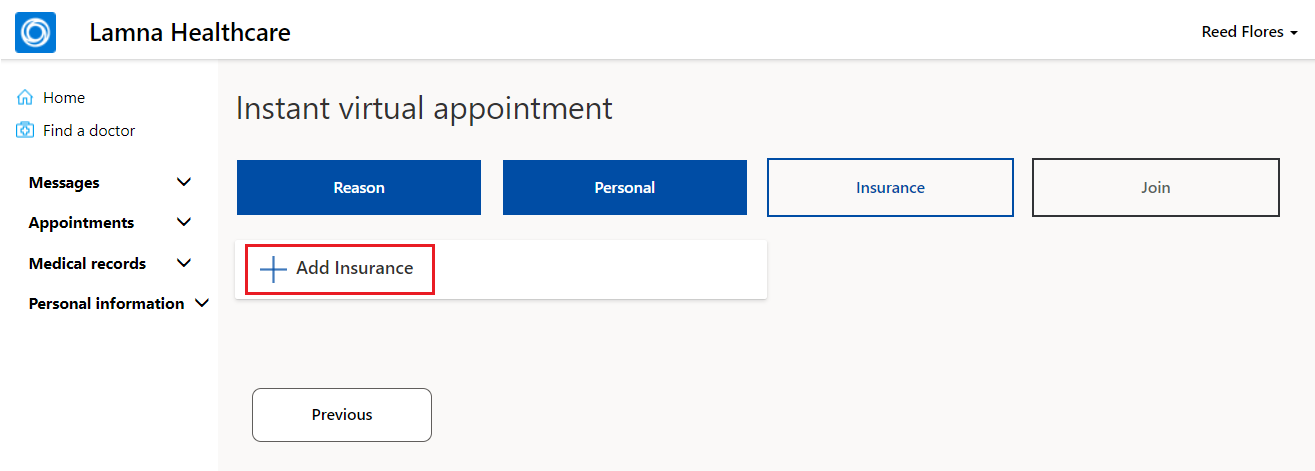 Lamna Healthcare
Reed Flores
Home
Find a doctor
Messages
Appointments
Medical records
Personal information
Instant virtual appointment
Reason
Personal
Insurance
Join
Add Insurance
Previous